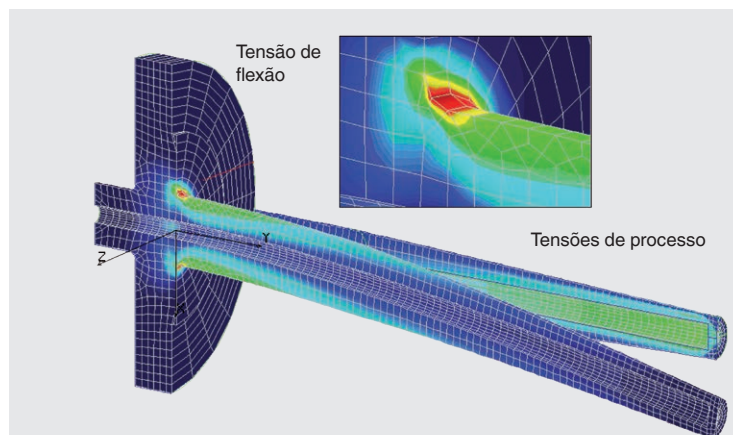 Tensão de
flexão
Tensões de processo
Y
Z